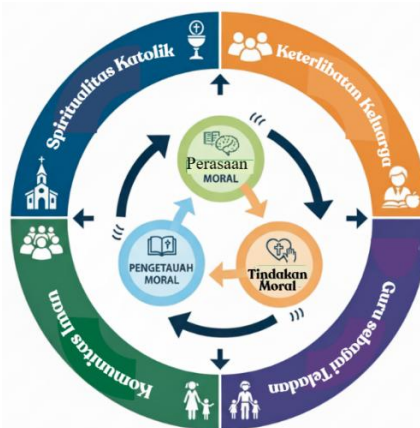 Spiritualitas Katolik
Keterlibatan Keluarga
Perasaan
MORAL
PENGETAUAH
MORAL
Tindakan
Moral
Komunitas Iman
Guru sebagai Teladan